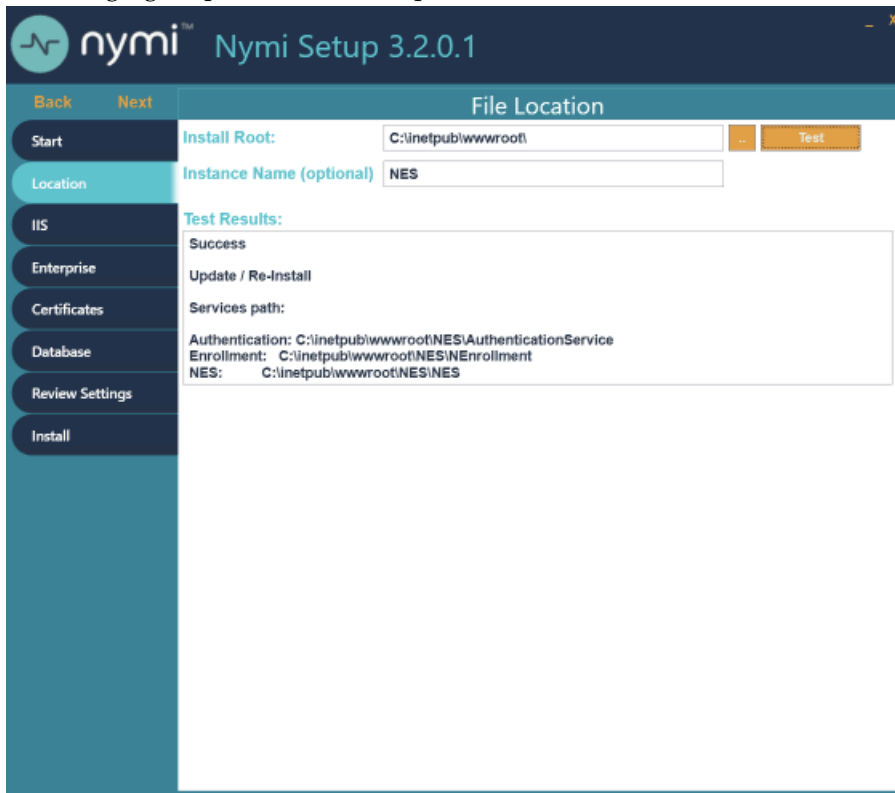 nymi™ Nymi Setup 3.2.0.1
Back Next
File Location
Start
Install Root: C:\inetpub\wwwroot\ .. Test
Location
Instance Name (optional) NES
IIS
Test Results:
Success
Enterprise
Update / Re-Install
Certificates
Services path:
Database
Authentication: C:\inetpub\wwwroot\NES\AuthenticationService
Enrollment: C:\inetpub\wwwroot\NES\NEnrollment
NES: C:\inetpub\wwwroot\NES\NES
Review Settings
Install